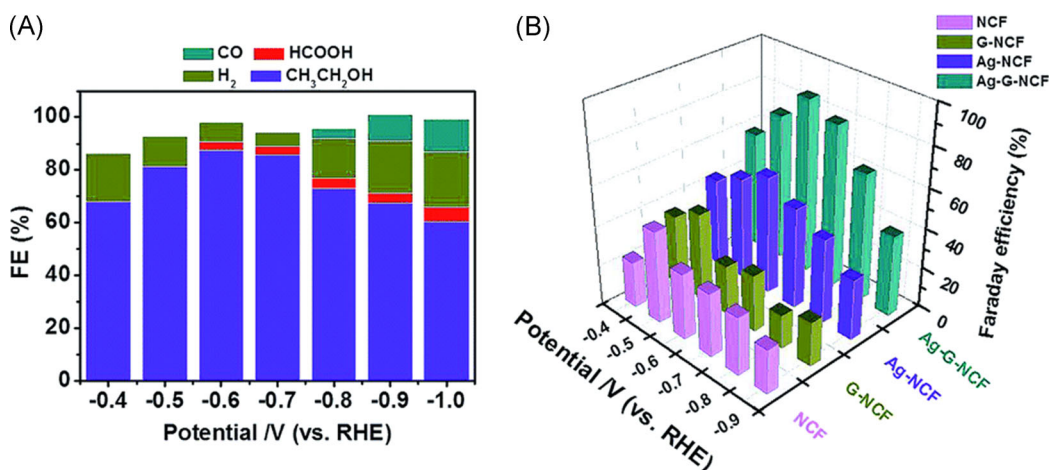 (A)
CO
HCOOH
H2
CH3CH2OH
FE (%)
100
80
60
40
20
0
-0.4
-0.5
-0.6
-0.7
-0.8
-0.9
-1.0
Potential /V (vs. RHE)
(B)
NCF
G-NCF
Ag-NCF
Ag-G-NCF
100
80
60
40
20
0
Faraday efficiency (%)
-0.4
-0.5
-0.6
-0.7
-0.8
-0.9
Potential /V (vs. RHE)
NCF
G-NCF
Ag-NCF
Ag-G-NCF